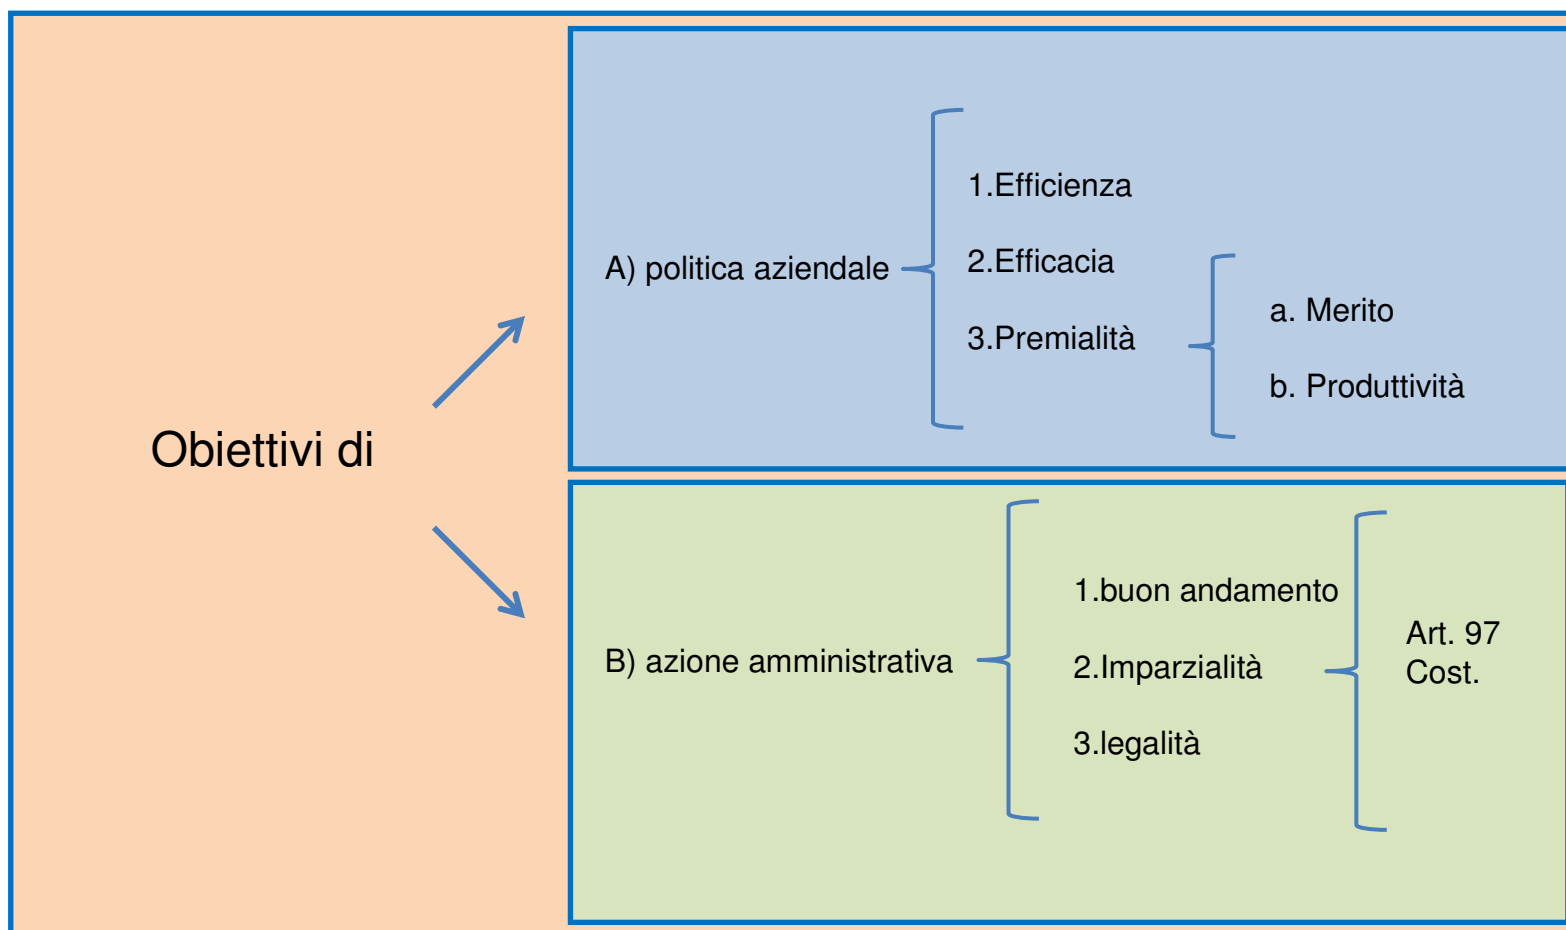 Obiettivi di
A) politica aziendale
1.Efficienza
2.Efficacia
3.Premialità
a. Merito
b. Produttività
B) azione amministrativa
1.buon andamento
2.Imparzialità
3.legalità
Art. 97
Cost.